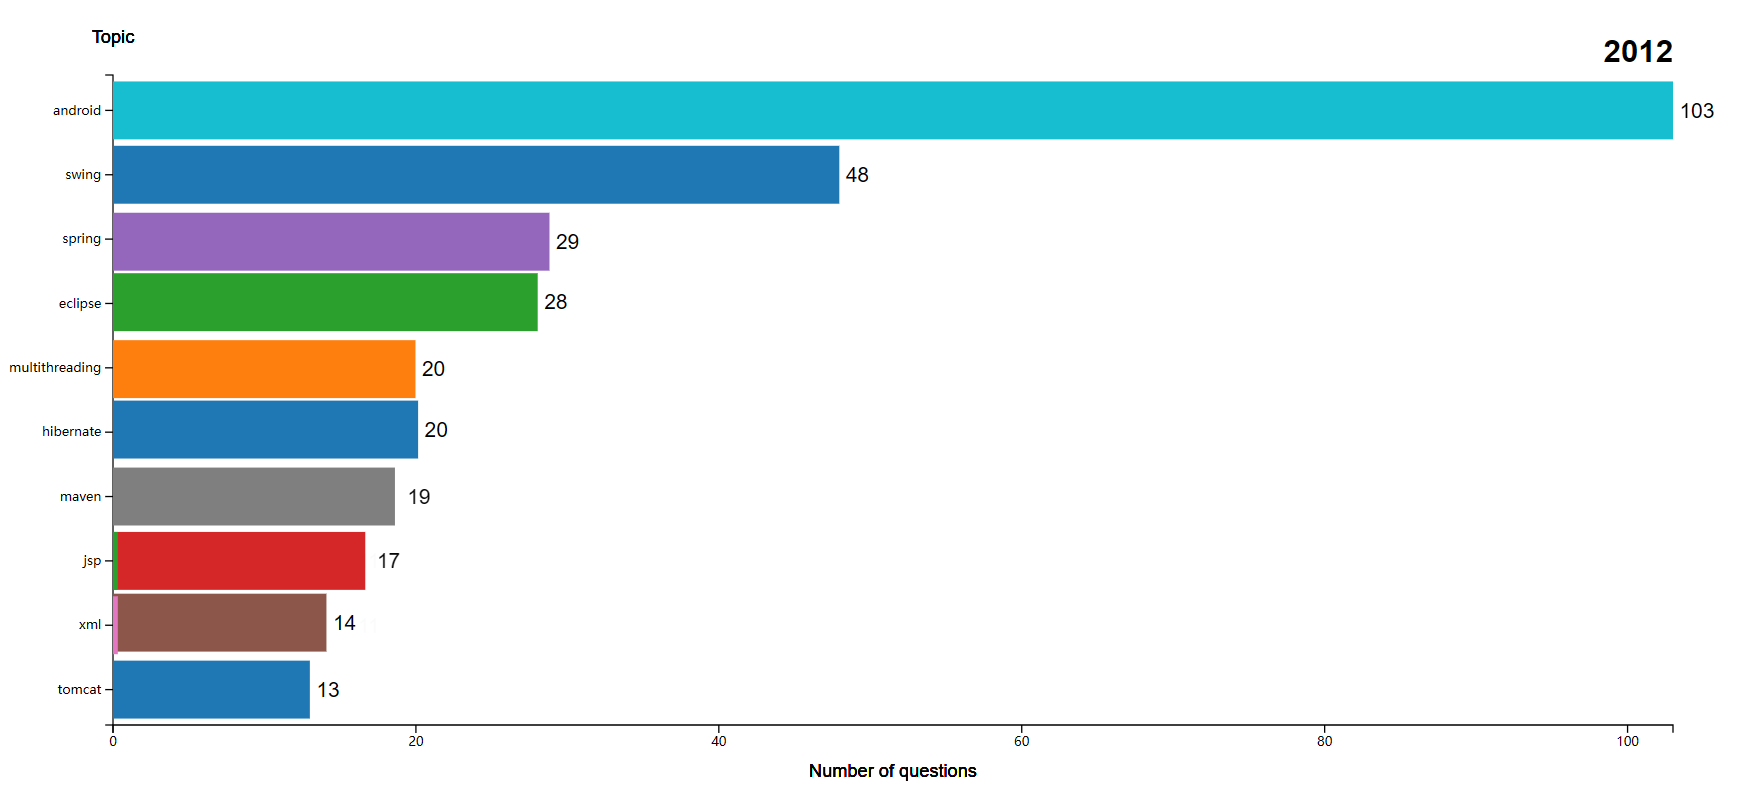 Topic
2012
android 103
swing 48
spring 29
eclipse 28
multithreading 20
hibernate 20
maven 19
jsp 17
xml 14
tomcat 13
0 20 40 60 80 100
Number of questions